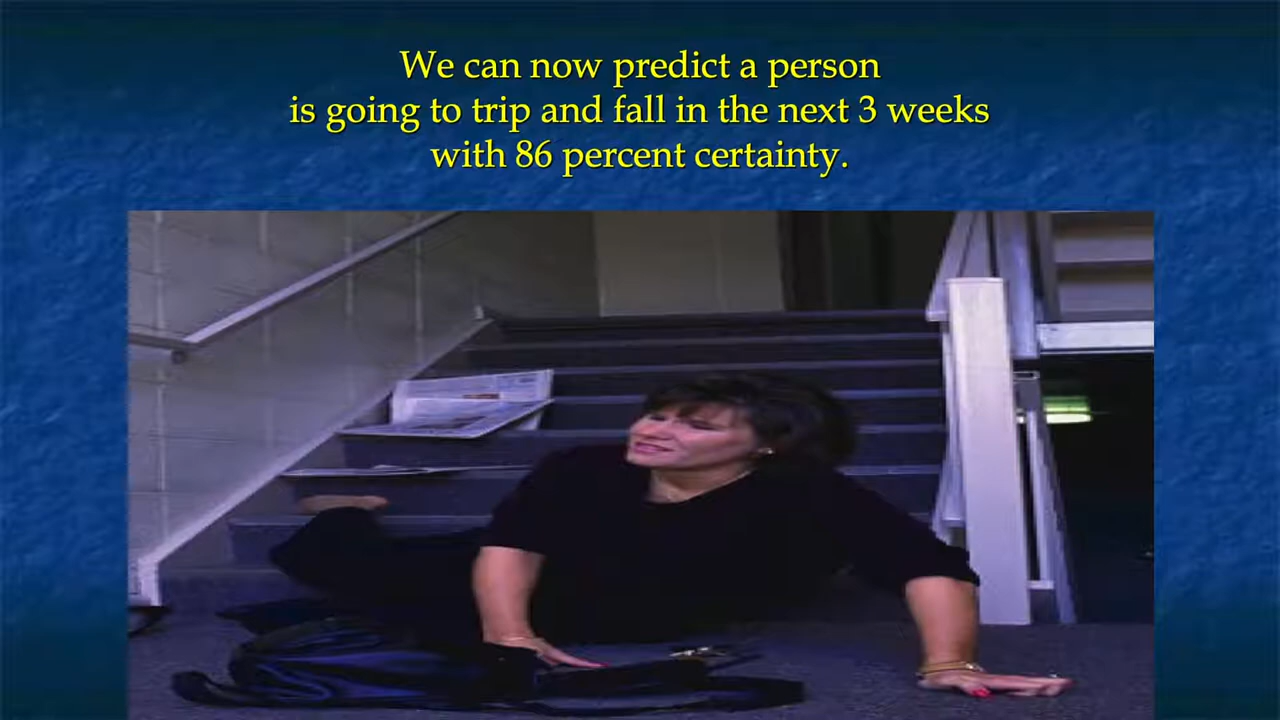 We can now predict a person
is going to trip and fall in the next 3 weeks
with 86 percent certainty.